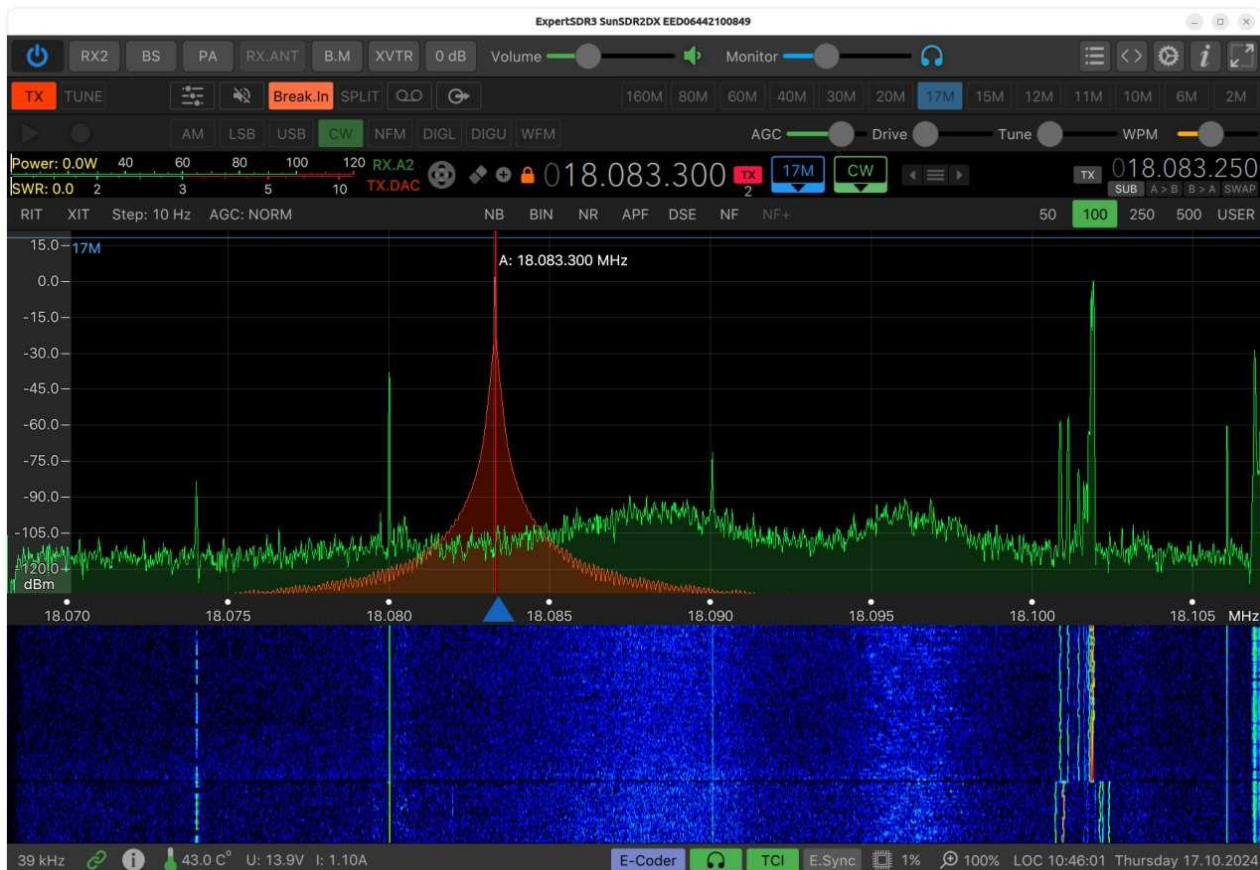 ExpertSDR3 SunSDR2DX EED06442100849
RX2 BS PA RX.ANT B.M XVTR 0 dB Volume Monitor
TX TUNE Break.In SPLIT 160M 80M 60M 40M 30M 20M 17M 15M 12M 11M 10M 6M 2M
AM LSB USB CW NFM DIGL DIGU WFM AGC Drive Tune WPM
Power: 0.0W 40 60 80 100 120 RX.A2
SWR: 0.0 2 3 5 10 TX.DAC
018.083.300 TX 2 17M CW TX 018.083.250
SUB A > B B > A SWAP
RIT XIT Step: 10 Hz AGC: NORM NB BIN NR APF DSE NF NF+ 50 100 250 500 USER
15.0 17M
A: 18.083.300 MHz
0.0
-15.0
-30.0
-45.0
-60.0
-75.0
-90.0
-105.0
-120.0
dBm
18.070 18.075 18.080 18.085 18.090 18.095 18.100 18.105 MHz
39 kHz 43.0 C° U: 13.9V I: 1.10A E-Coder TCI E.Sync 1% 100% LOC 10:46:01 Thursday 17.10.2024